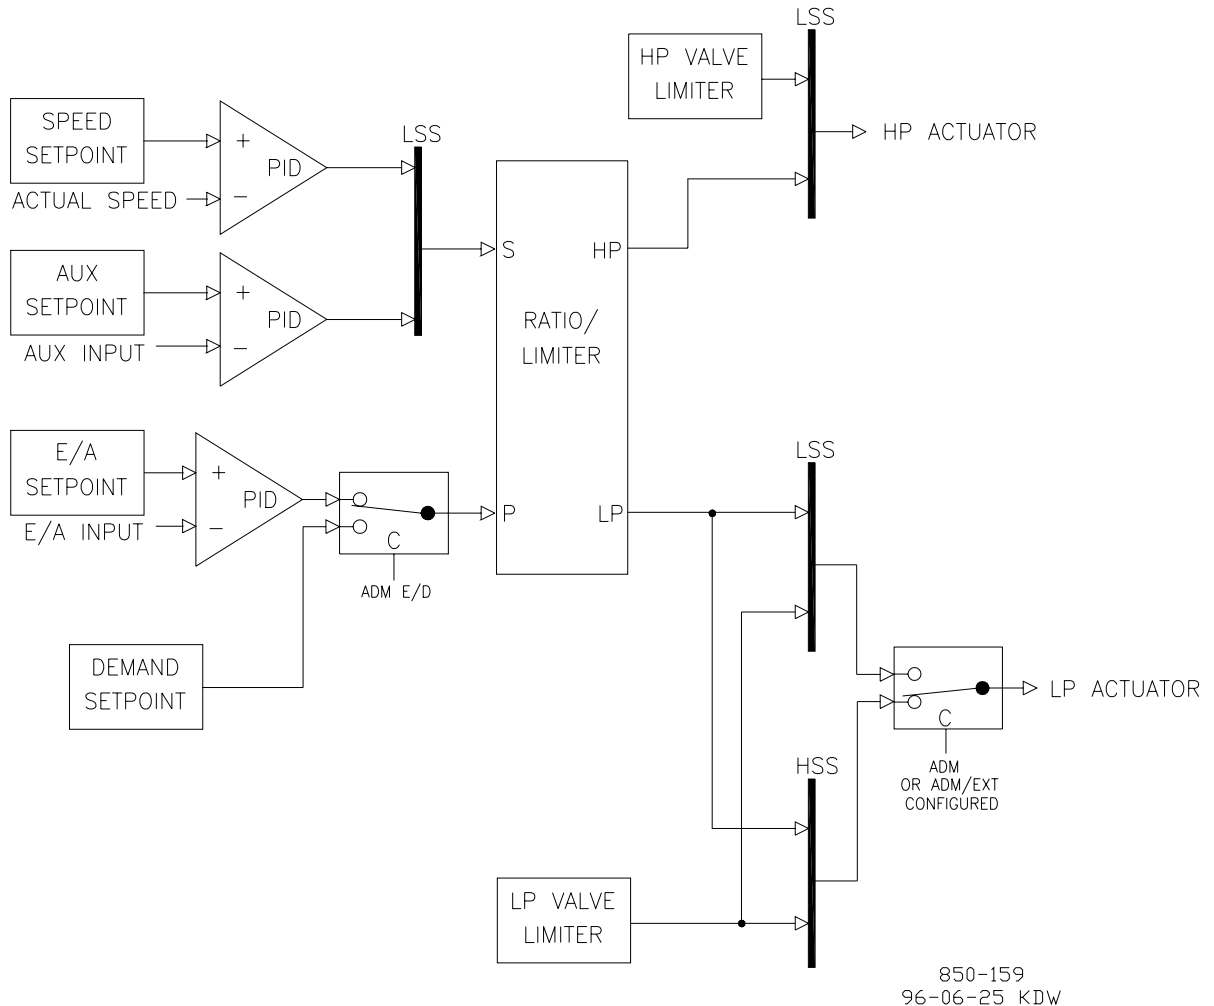 LSS
HP VALVE
LIMITER
HP ACTUATOR
SPEED
SETPOINT
ACTUAL SPEED
+
−
PID
LSS
AUX
SETPOINT
AUX INPUT
+
−
PID
S
HP
RATIO/
LIMITER
P
LP
E/A
SETPOINT
E/A INPUT
+
−
PID
C
ADM E/D
DEMAND
SETPOINT
LSS
LP ACTUATOR
C
ADM
OR ADM/EXT
CONFIGURED
HSS
LP VALVE
LIMITER
850-159
96-06-25 KDW